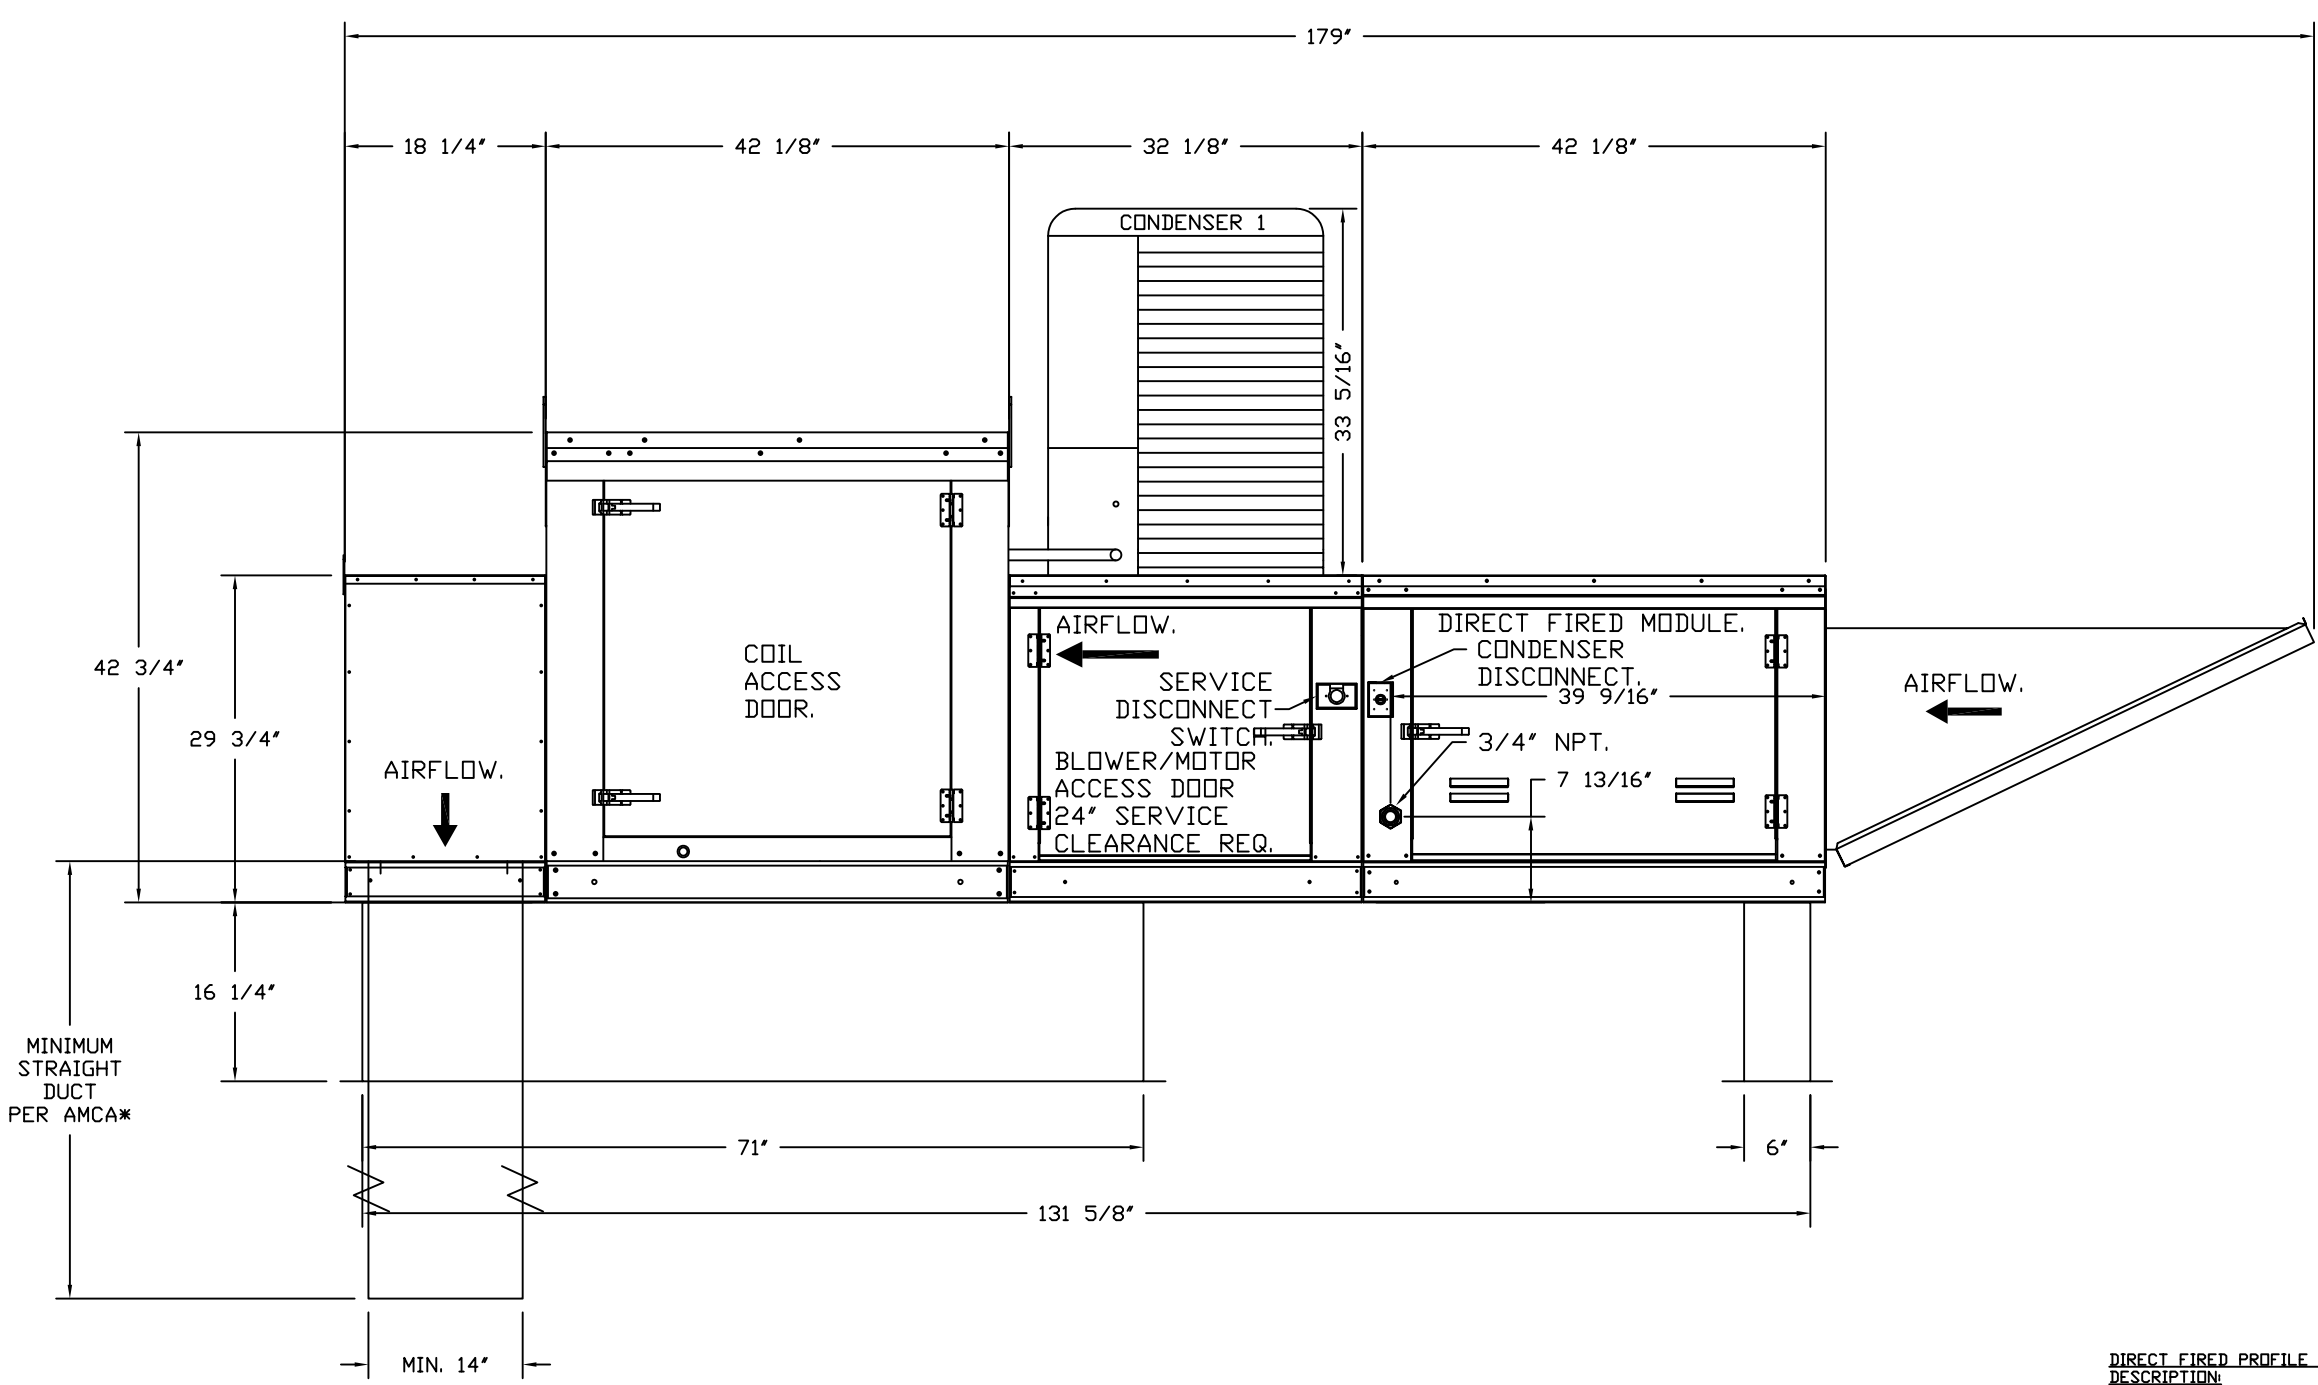 179"
18 1/4"
42 1/8"
32 1/8"
42 1/8"
CONDENSER 1
33 5/16"
42 3/4"
29 3/4"
COIL
ACCESS
DOOR.
AIRFLOW.
AIRFLOW.
SERVICE
DISCONNECT
SWITCH.
BLOWER/MOTOR
ACCESS DOOR
24" SERVICE
CLEARANCE REQ.
DIRECT FIRED MODULE.
CONDENSER
DISCONNECT.
39 9/16"
3/4" NPT.
7 13/16"
AIRFLOW.
16 1/4"
MINIMUM
STRAIGHT
DUCT
PER AMCA*
71"
6"
131 5/8"
MIN. 14"
DIRECT FIRED PROFILE
DESCRIPTION: